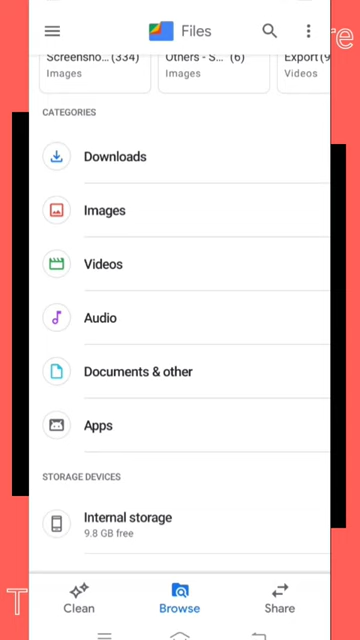 Files
re
Screensho... (334)
Others - S... (6)
Export (9
Images
Images
Videos
CATEGORIES
Downloads
Images
Videos
Audio
Documents & other
Apps
STORAGE DEVICES
Internal storage
9.8 GB free
T
Clean
Browse
Share